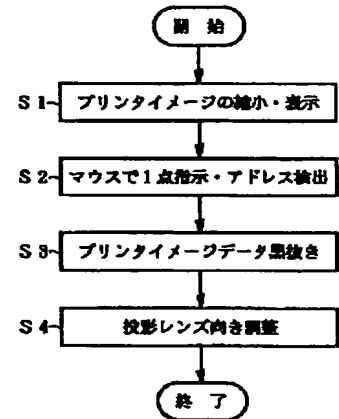 開 始
S1 プリンタイメージの縮小・表示
S2 マウスで1点指示・アドレス検出
S3 プリンタイメージデータ黒抜き
S4 投影レンズ向き調整
終 了